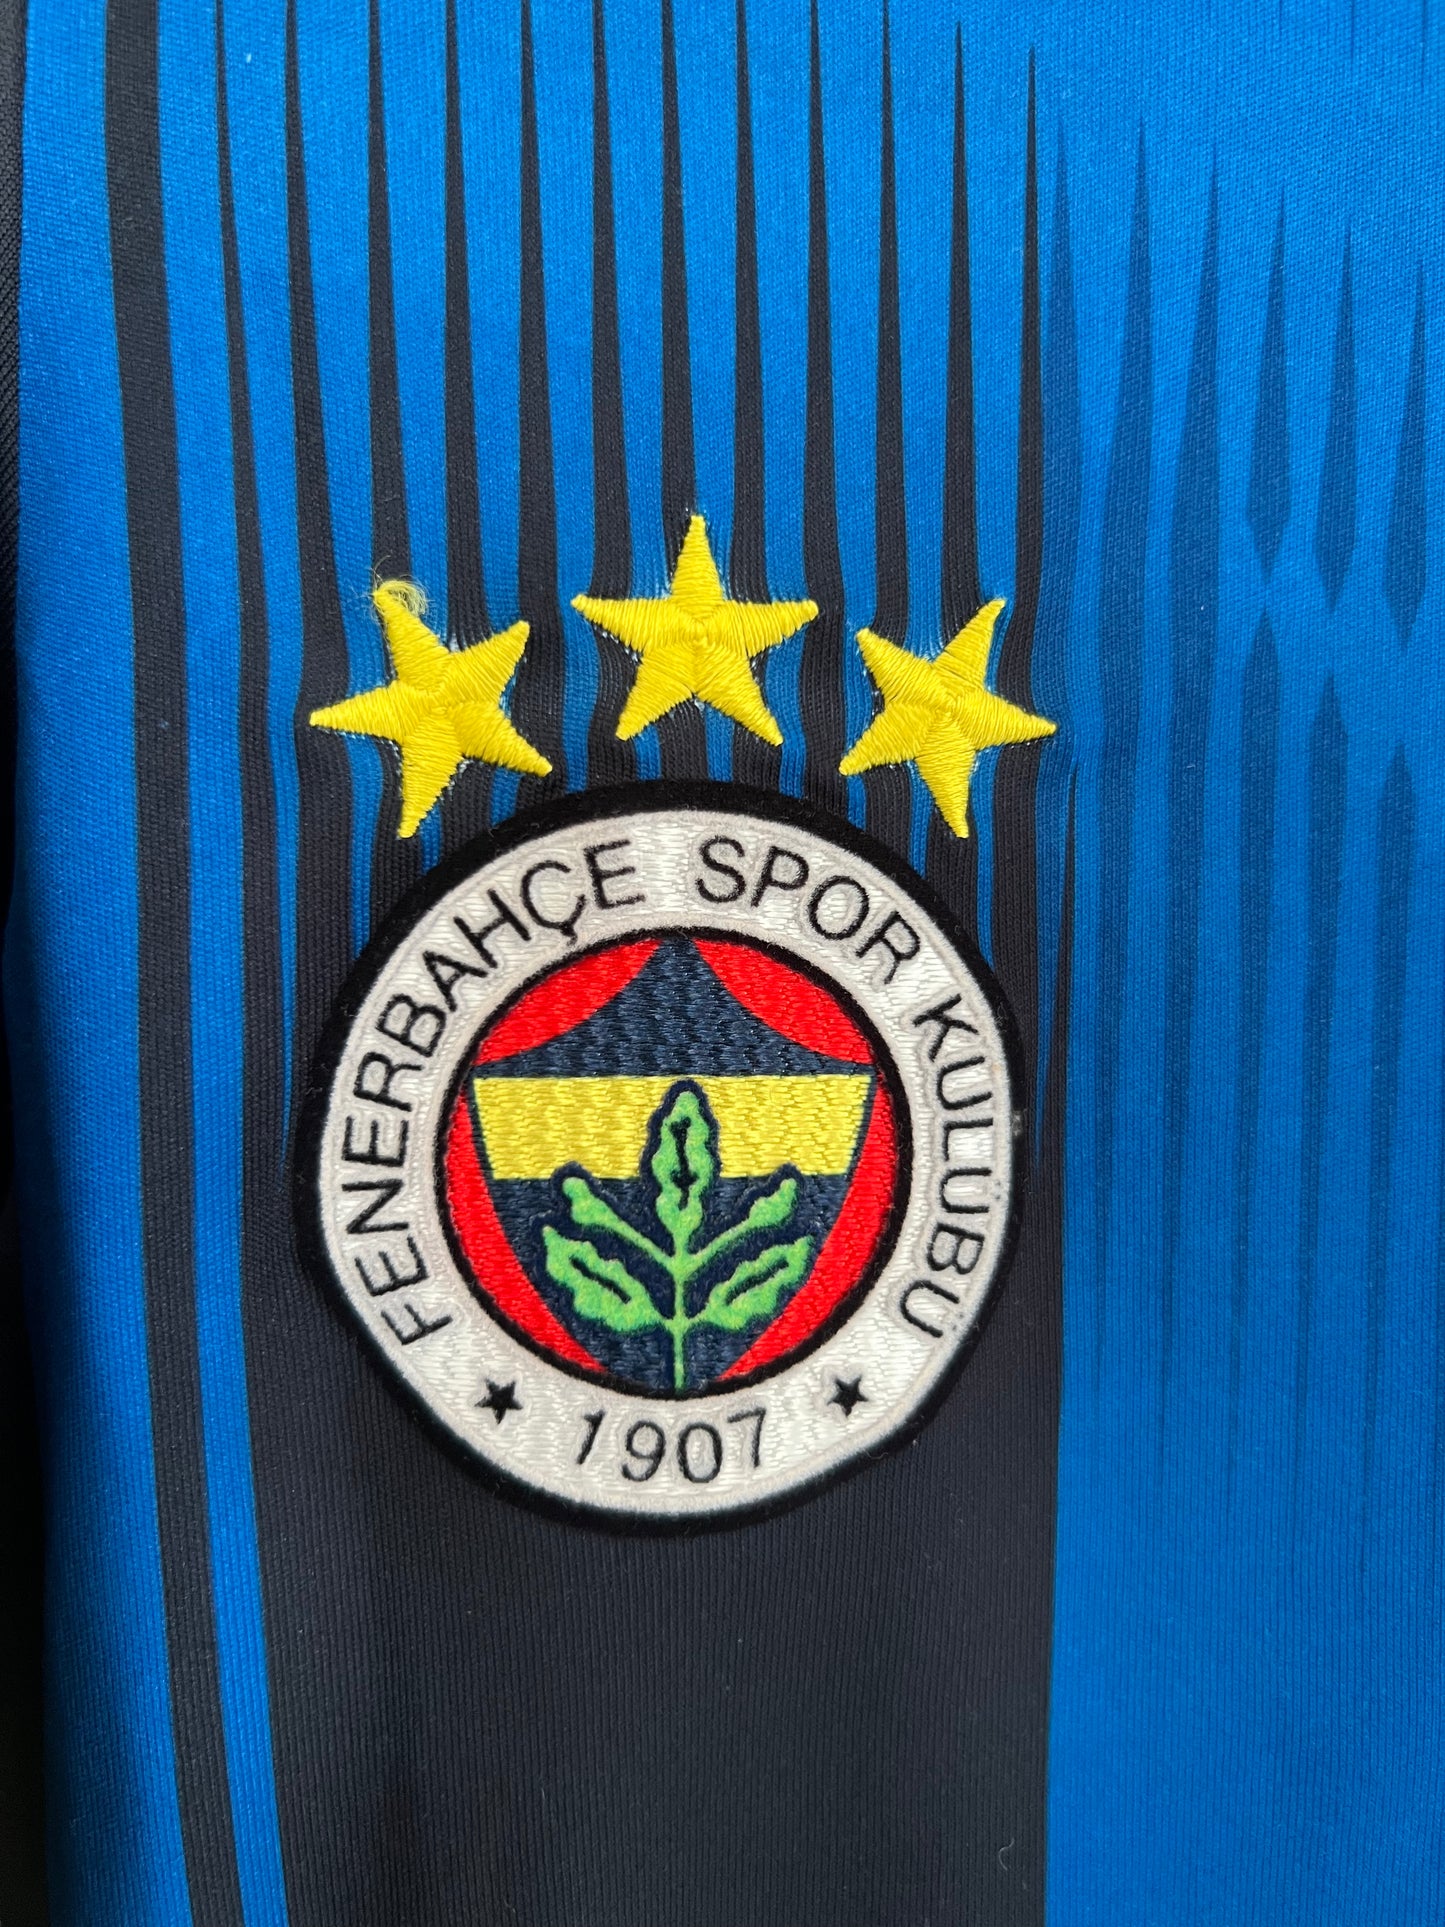 FENERBAHÇE SPOR KULÜBÜ
1907